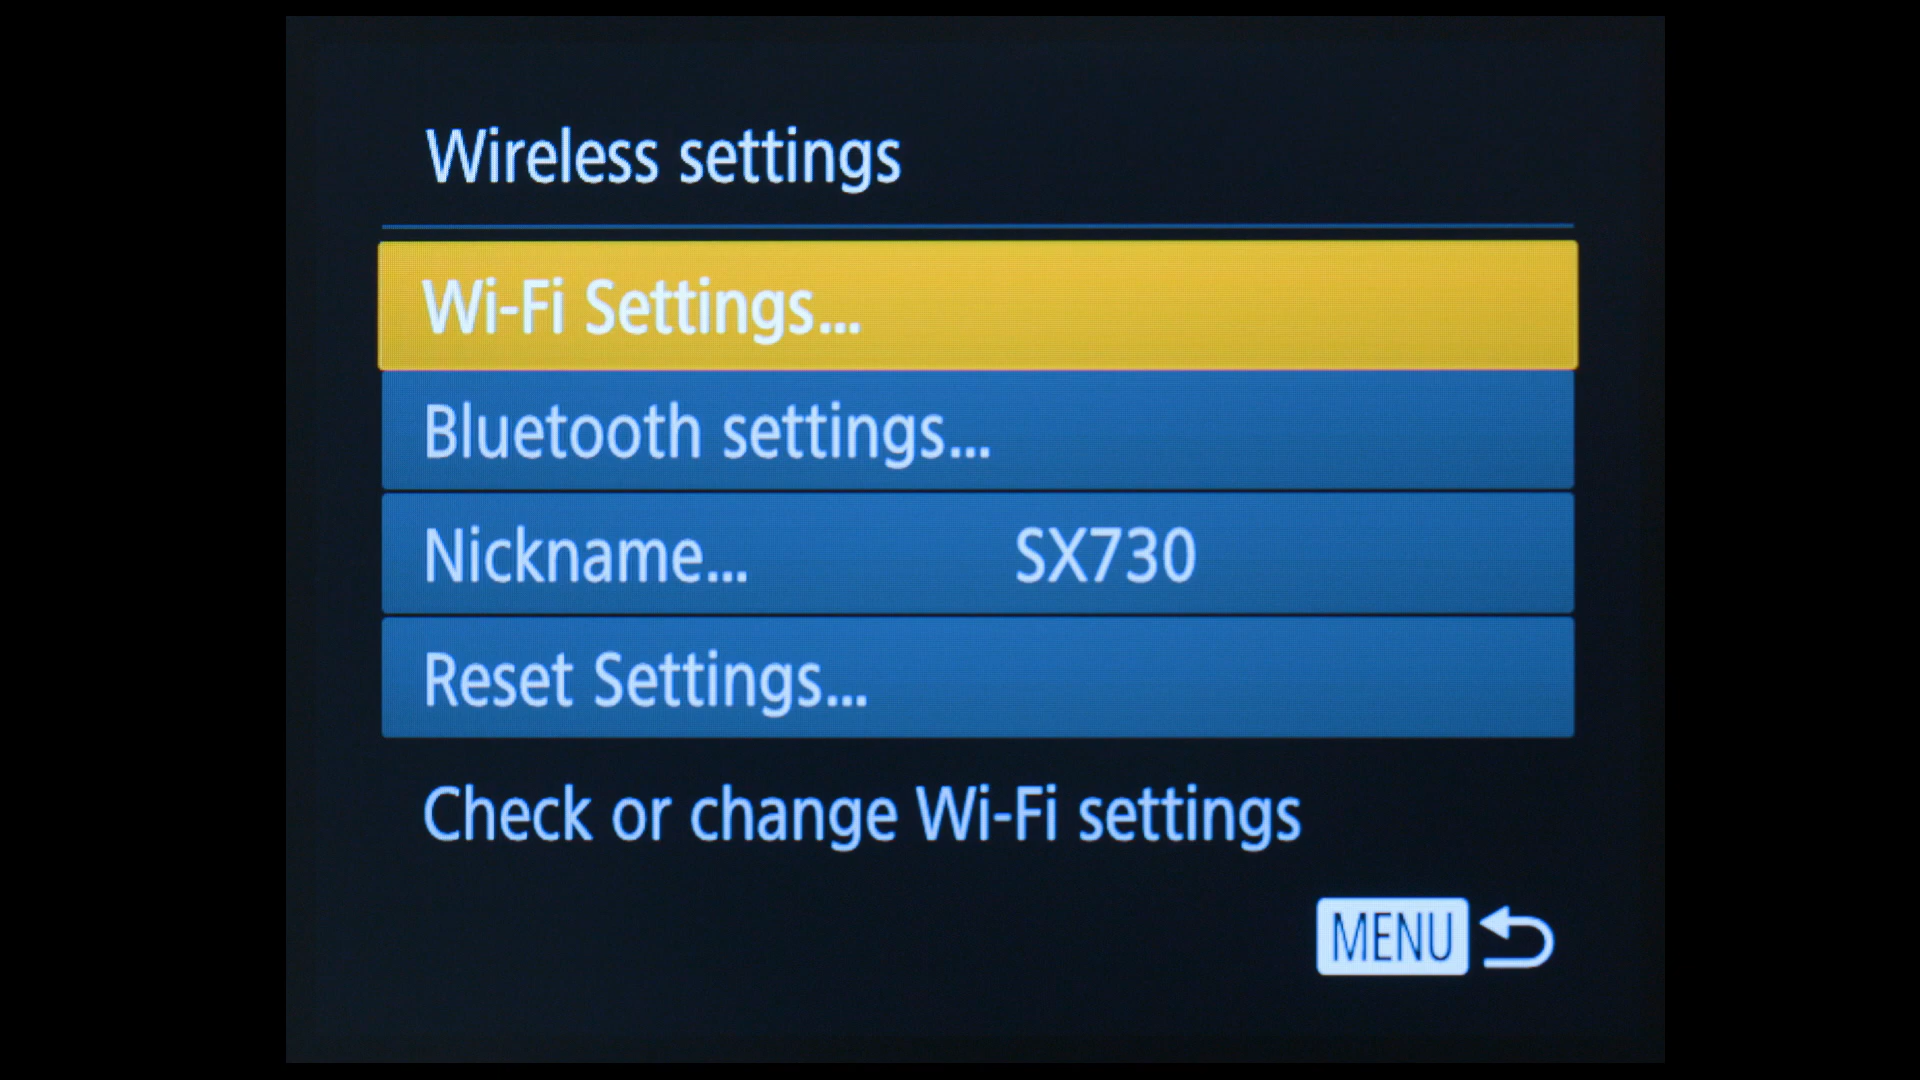 Wireless settings
Wi-Fi Settings...
Bluetooth settings...
Nickname... SX730
Reset Settings...
Check or change Wi-Fi settings
MENU